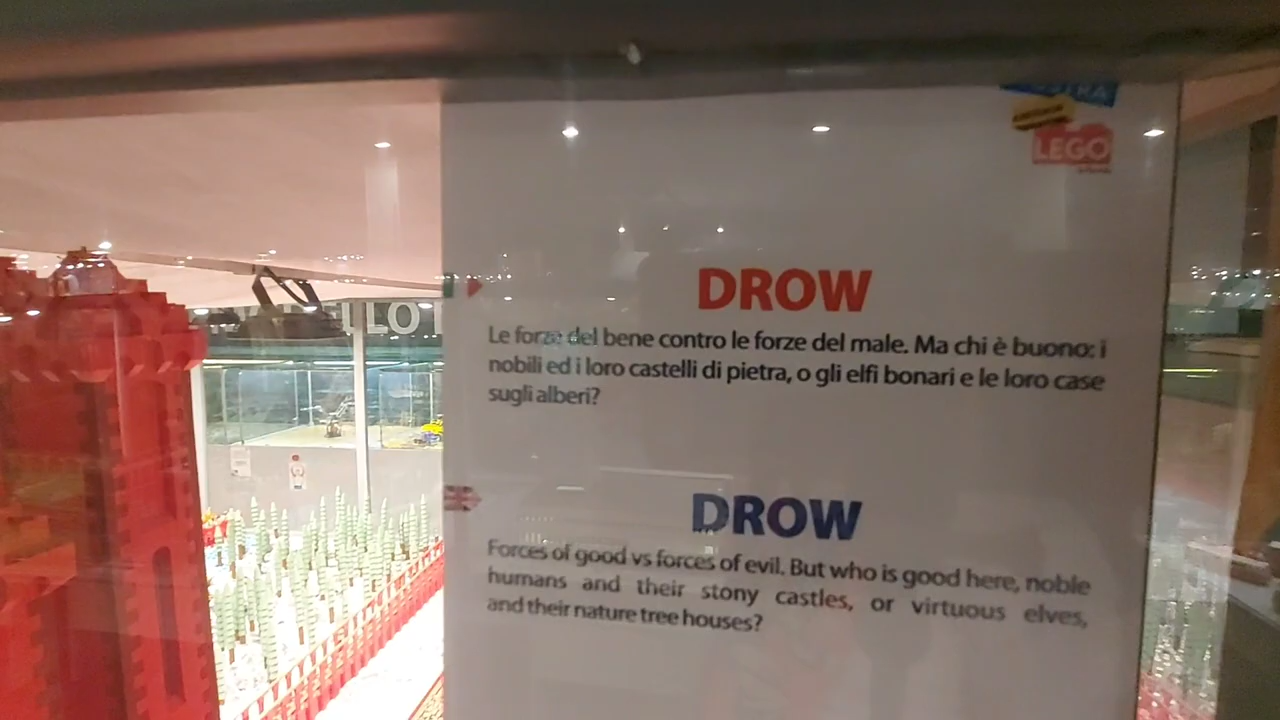 LEGO
DROW
Le forze del bene contro le forze del male. Ma chi è buono: i
nobili ed i loro castelli di pietra, o gli elfi bonari e le loro case
sugli alberi?
DROW
Forces of good vs forces of evil. But who is good here, noble
humans and their stony castles, or virtuous elves,
and their nature tree houses?